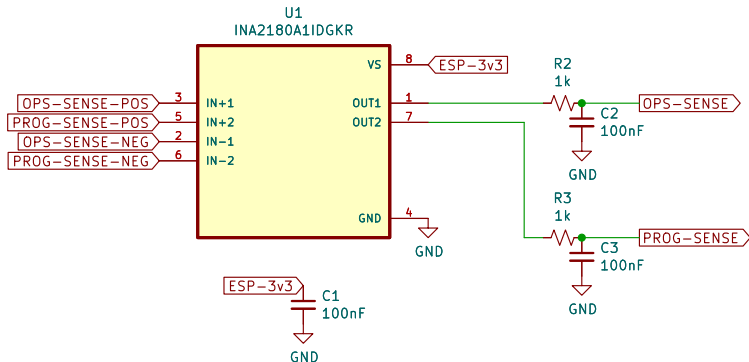 U1
INA2180A1IDGKR
VS
8
ESP-3v3
OPS-SENSE-POS
3
IN+1
OUT1
1
PROG-SENSE-POS
5
IN+2
OUT2
7
OPS-SENSE-NEG
2
IN-1
PROG-SENSE-NEG
6
IN-2
GND
4
GND
R2
1k
OPS-SENSE
C2
100nF
GND
R3
1k
PROG-SENSE
C3
100nF
GND
ESP-3v3
C1
100nF
GND